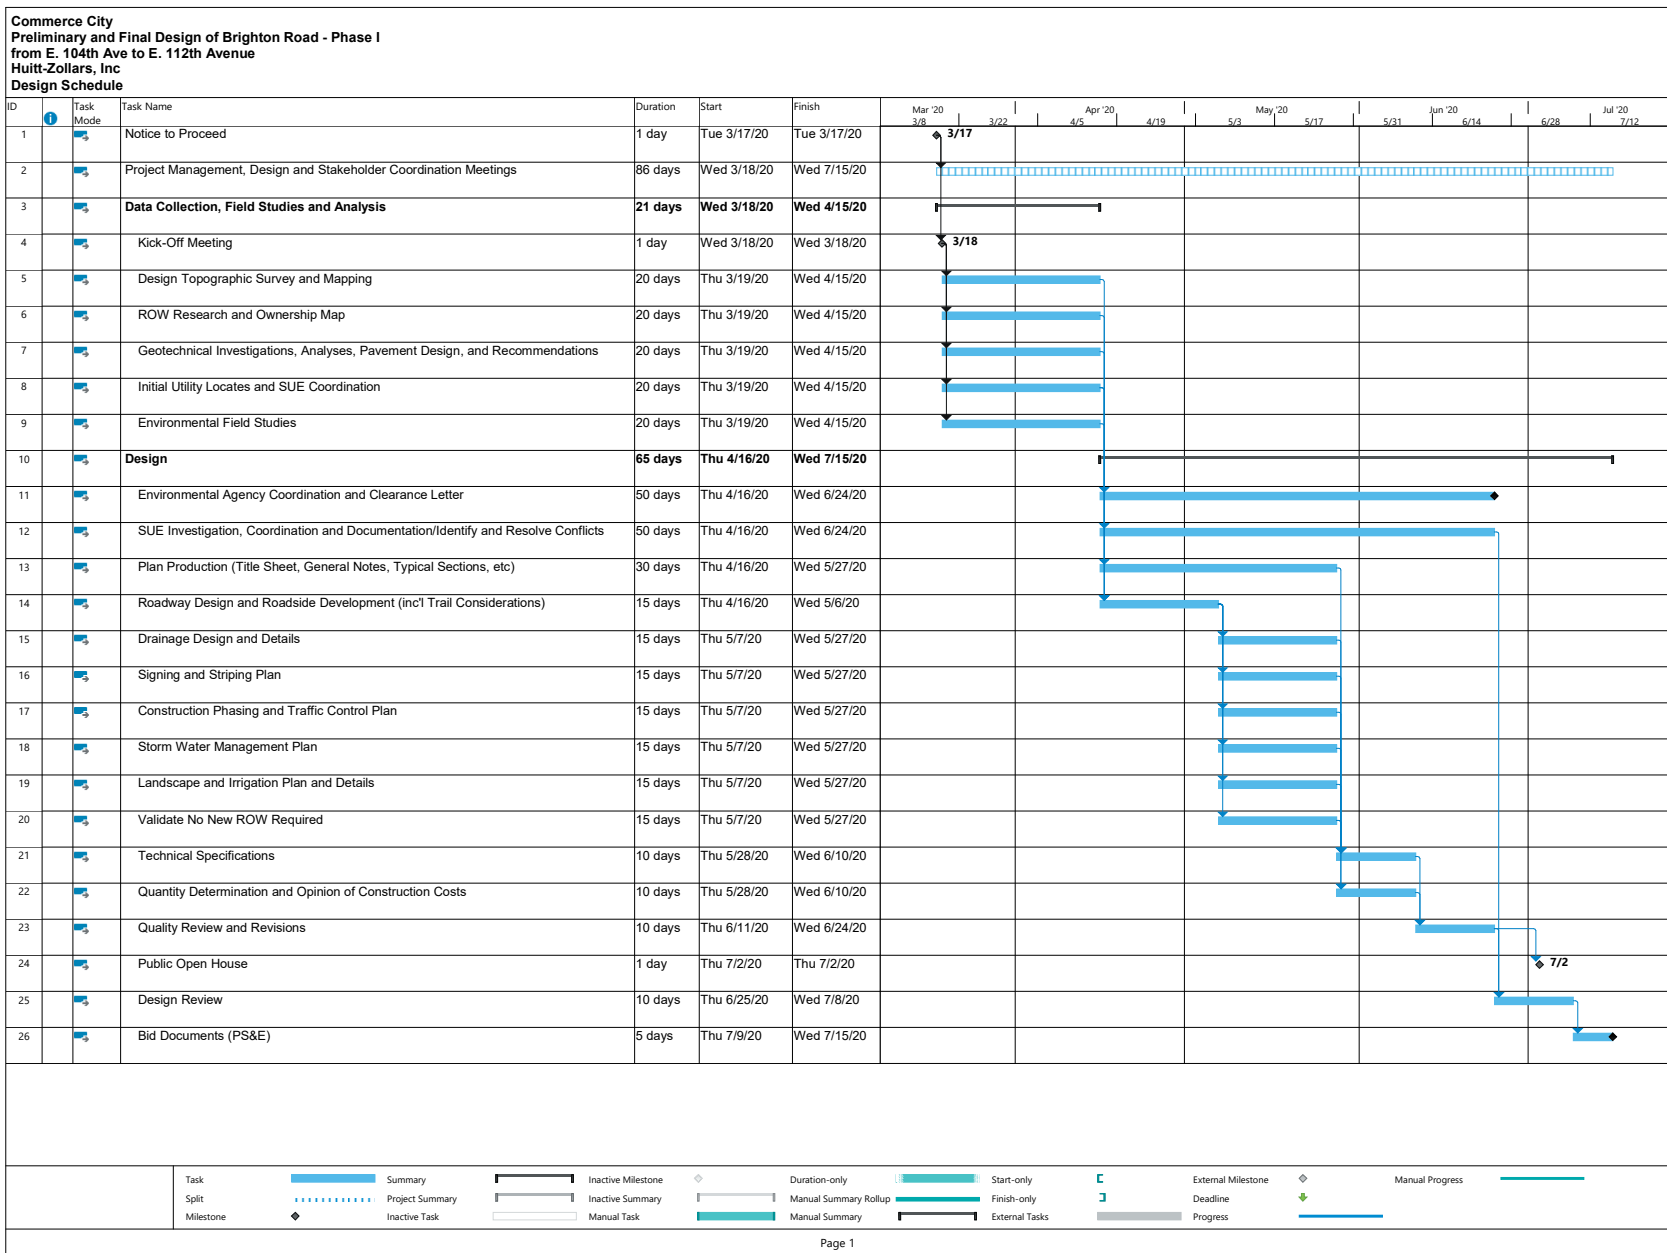 Commerce City
Preliminary and Final Design of Brighton Road - Phase I
from E. 104th Ave to E. 112th Avenue
Huitt-Zollars, Inc
Design Schedule
ID Task Mode Task Name Duration Start Finish Mar '20 Apr '20 May '20 Jun '20 Jul '20
3/8 3/22 4/5 4/19 5/3 5/17 5/31 6/14 6/28 7/12
1 Notice to Proceed 1 day Tue 3/17/20 Tue 3/17/20 3/17
2 Project Management, Design and Stakeholder Coordination Meetings 86 days Wed 3/18/20 Wed 7/15/20
3 Data Collection, Field Studies and Analysis 21 days Wed 3/18/20 Wed 4/15/20
4 Kick-Off Meeting 1 day Wed 3/18/20 Wed 3/18/20 3/18
5 Design Topographic Survey and Mapping 20 days Thu 3/19/20 Wed 4/15/20
6 ROW Research and Ownership Map 20 days Thu 3/19/20 Wed 4/15/20
7 Geotechnical Investigations, Analyses, Pavement Design, and Recommendations 20 days Thu 3/19/20 Wed 4/15/20
8 Initial Utility Locates and SUE Coordination 20 days Thu 3/19/20 Wed 4/15/20
9 Environmental Field Studies 20 days Thu 3/19/20 Wed 4/15/20
10 Design 65 days Thu 4/16/20 Wed 7/15/20
11 Environmental Agency Coordination and Clearance Letter 50 days Thu 4/16/20 Wed 6/24/20
12 SUE Investigation, Coordination and Documentation/Identify and Resolve Conflicts 50 days Thu 4/16/20 Wed 6/24/20
13 Plan Production (Title Sheet, General Notes, Typical Sections, etc) 30 days Thu 4/16/20 Wed 5/27/20
14 Roadway Design and Roadside Development (inc'l Trail Considerations) 15 days Thu 4/16/20 Wed 5/6/20
15 Drainage Design and Details 15 days Thu 5/7/20 Wed 5/27/20
16 Signing and Striping Plan 15 days Thu 5/7/20 Wed 5/27/20
17 Construction Phasing and Traffic Control Plan 15 days Thu 5/7/20 Wed 5/27/20
18 Storm Water Management Plan 15 days Thu 5/7/20 Wed 5/27/20
19 Landscape and Irrigation Plan and Details 15 days Thu 5/7/20 Wed 5/27/20
20 Validate No New ROW Required 15 days Thu 5/7/20 Wed 5/27/20
21 Technical Specifications 10 days Thu 5/28/20 Wed 6/10/20
22 Quantity Determination and Opinion of Construction Costs 10 days Thu 5/28/20 Wed 6/10/20
23 Quality Review and Revisions 10 days Thu 6/11/20 Wed 6/24/20
24 Public Open House 1 day Thu 7/2/20 Thu 7/2/20 7/2
25 Design Review 10 days Thu 6/25/20 Wed 7/8/20
26 Bid Documents (PS&E) 5 days Thu 7/9/20 Wed 7/15/20
Task Summary Inactive Milestone Duration-only Start-only External Milestone Manual Progress
Split Project Summary Inactive Summary Manual Summary Rollup Finish-only Deadline
Milestone Inactive Task Manual Task Manual Summary External Tasks Progress
Page 1